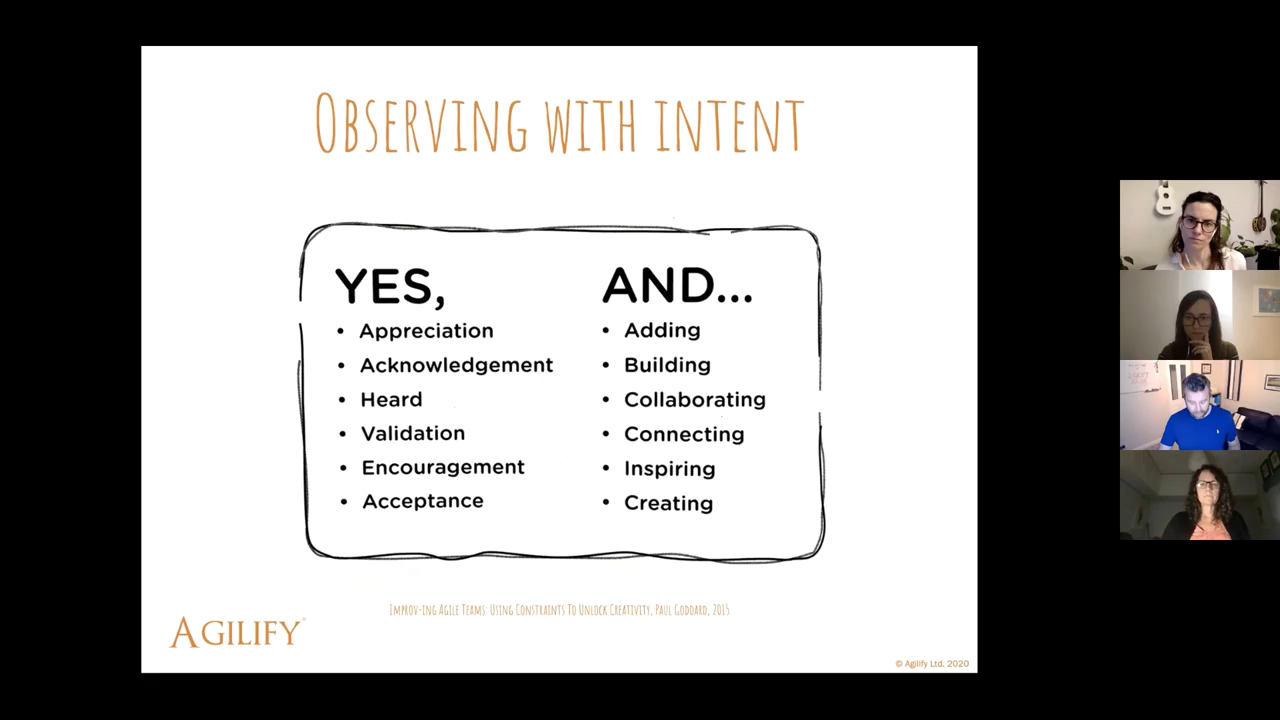 OBSERVING WITH INTENT
YES,
• Appreciation
• Acknowledgement
• Heard
• Validation
• Encouragement
• Acceptance
AND...
• Adding
• Building
• Collaborating
• Connecting
• Inspiring
• Creating
IMPROV-ING AGILE TEAMS: USING CONSTRAINTS TO UNLOCK CREATIVITY, PAUL GODDARD, 2015
AGILIFY
© Agilify Ltd. 2020